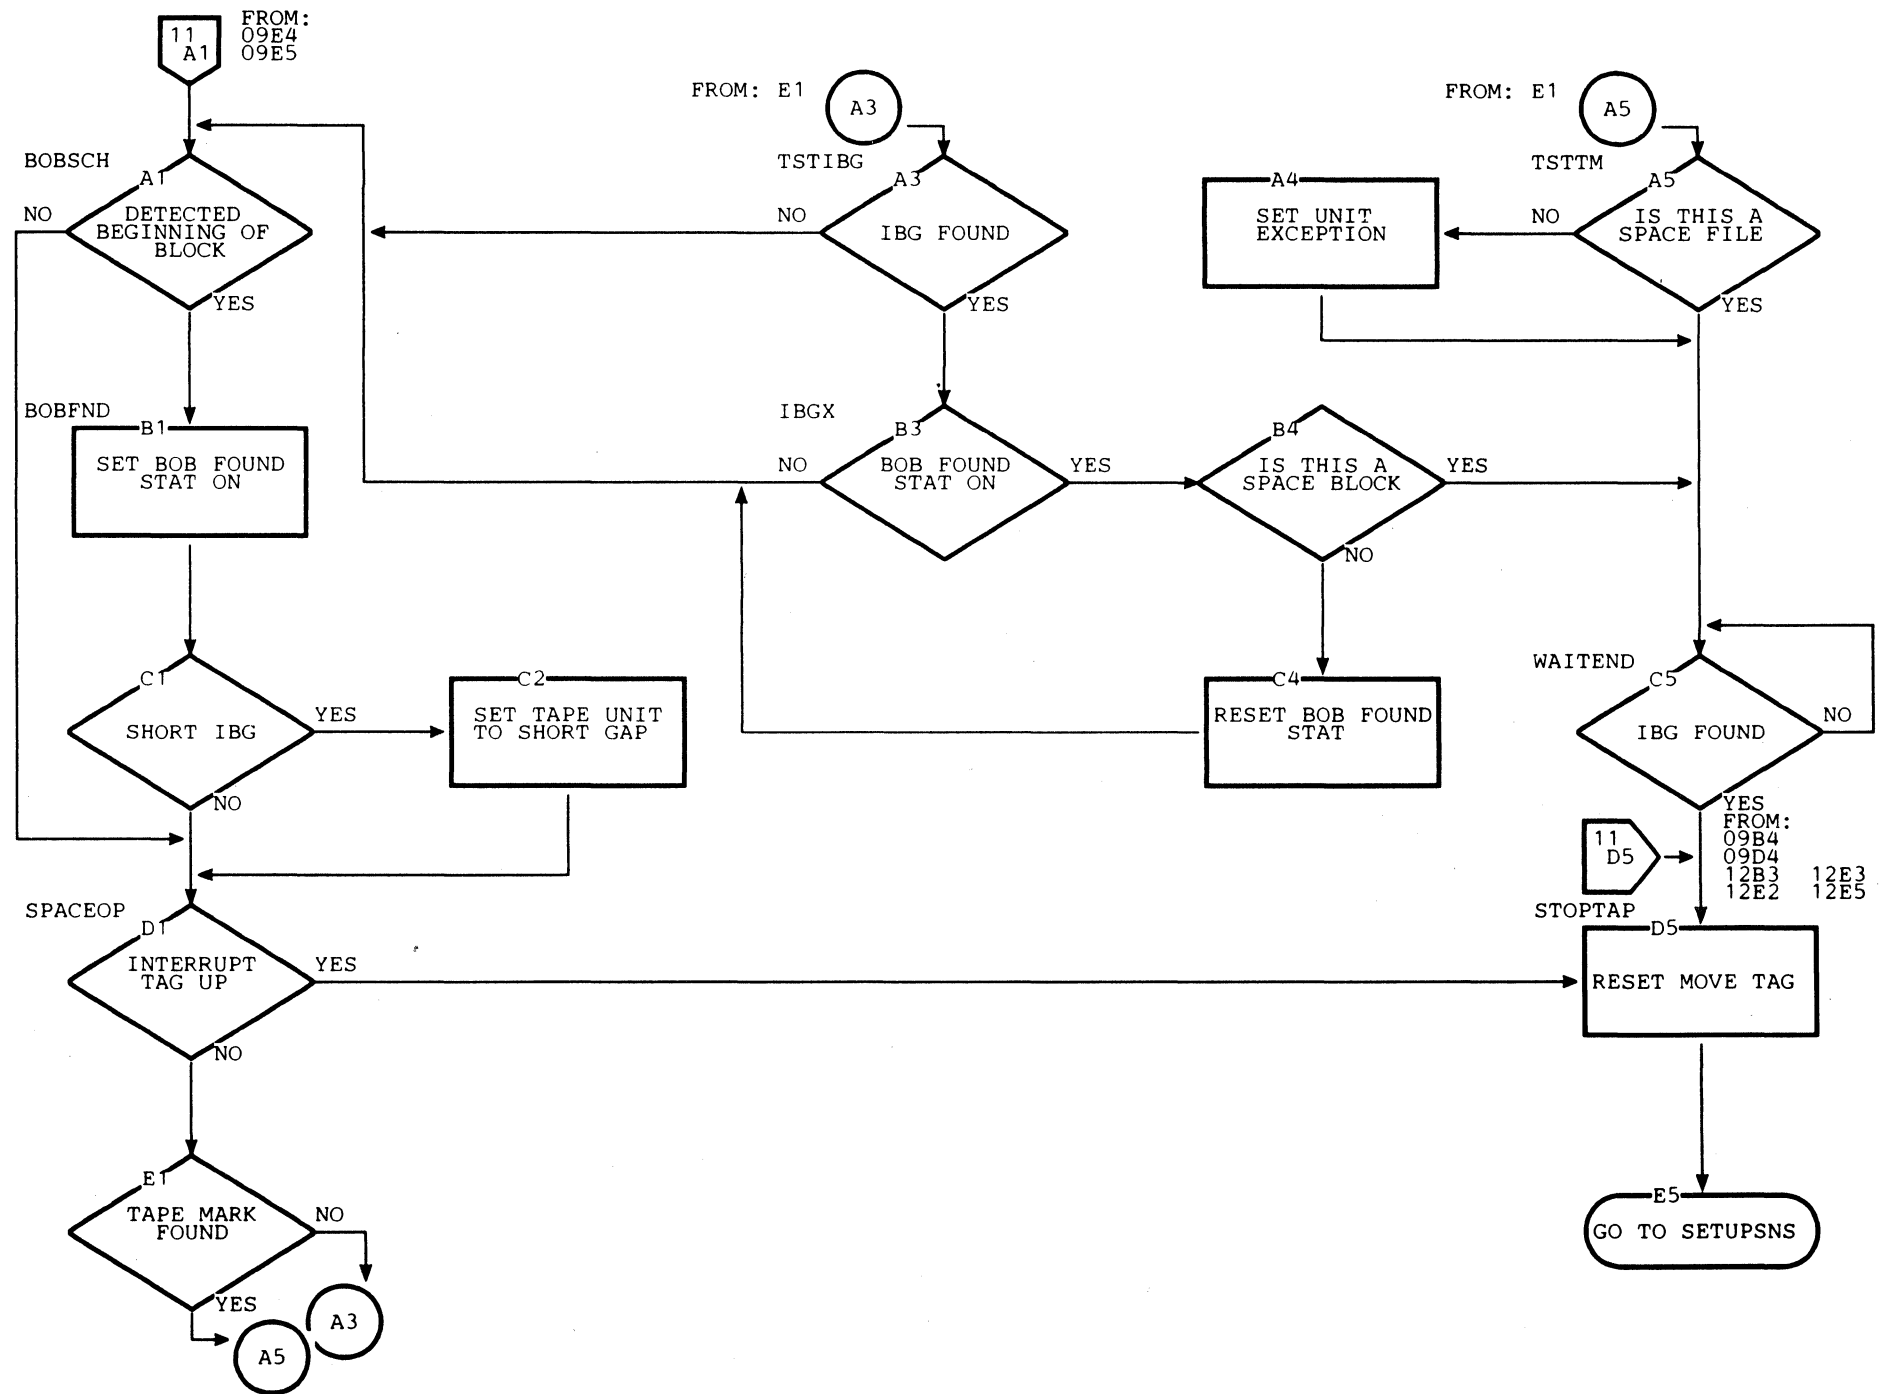 11
A1
FROM:
09E4
09E5
BOBSCH
A1
NO
DETECTED
BEGINNING OF
BLOCK
YES
BOBFND
B1
SET BOB FOUND
STAT ON
C1
SHORT IBG
YES
NO
C2
SET TAPE UNIT
TO SHORT GAP
SPACEOP
D1
INTERRUPT
TAG UP
YES
NO
E1
TAPE MARK
FOUND
NO
YES
A3
A5
FROM: E1
A3
TSTIBG
A3
NO
IBG FOUND
YES
IBGX
B3
NO
BOB FOUND
STAT ON
YES
B4
IS THIS A
SPACE BLOCK
YES
NO
C4
RESET BOB FOUND
STAT
A4
SET UNIT
EXCEPTION
FROM: E1
A5
TSTTM
A5
NO
IS THIS A
SPACE FILE
YES
WAITEND
C5
IBG FOUND
NO
YES
11
D5
FROM:
09B4
09D4
12B3 12E3
12E2 12E5
STOPTAP
D5
RESET MOVE TAG
E5
GO TO SETUPSNS